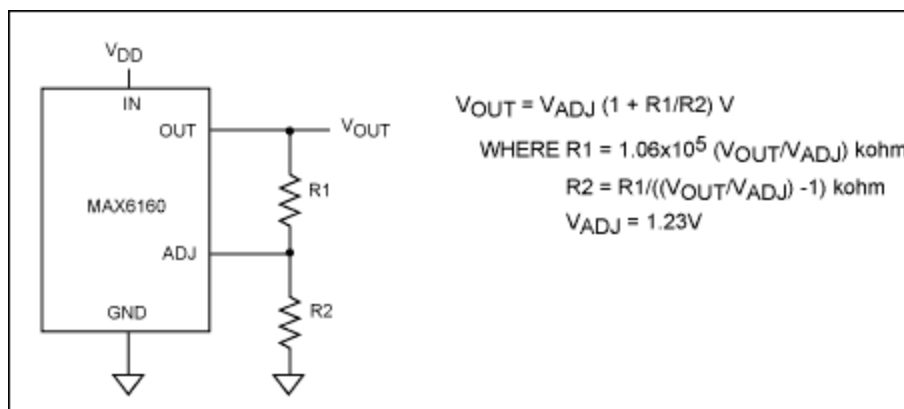 VDD
IN
OUT
VOUT
R1
MAX6160
ADJ
R2
GND
VOUT = VADJ (1 + R1/R2) V
WHERE R1 = 1.06x10⁵ (VOUT/VADJ) kohm
R2 = R1/((VOUT/VADJ) -1) kohm
VADJ = 1.23V